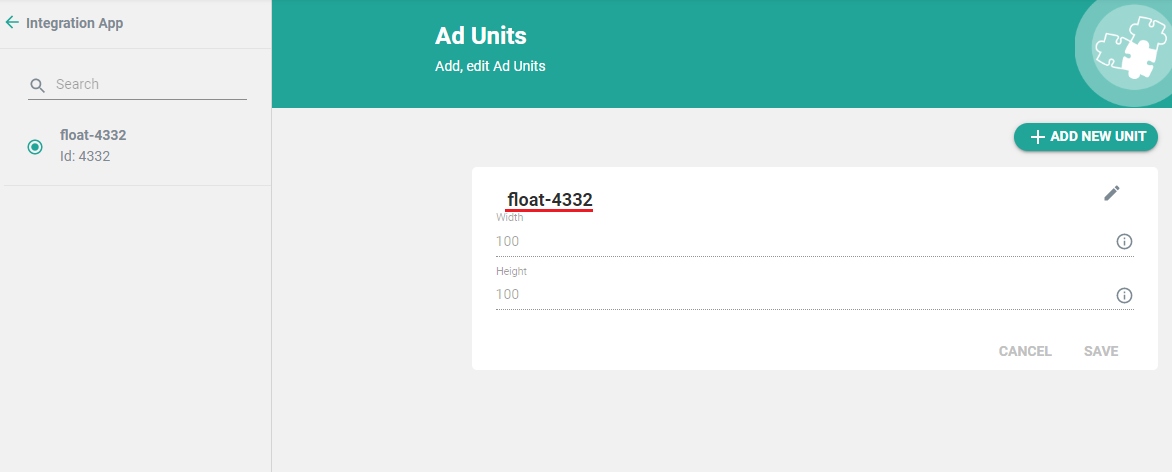 Integration App
Search
float-4332
Id: 4332
Ad Units
Add, edit Ad Units
ADD NEW UNIT
float-4332
Width
100
Height
100
CANCEL
SAVE